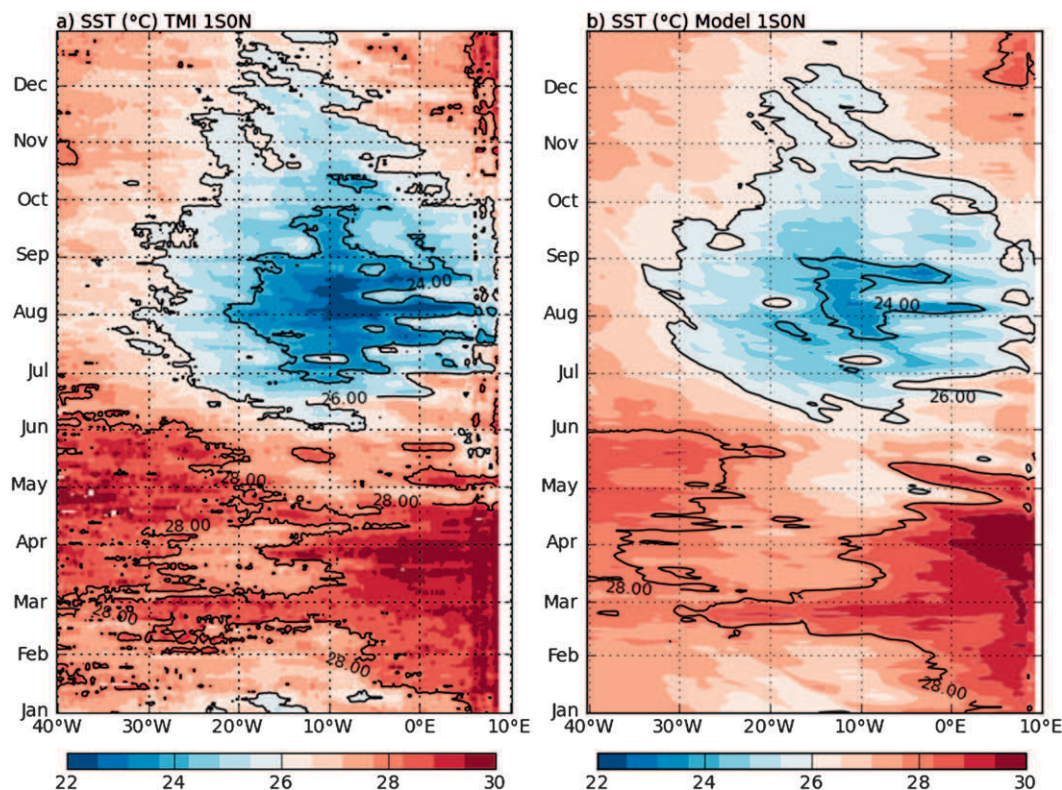 a) SST (°C) TMI 1S0N
b) SST (°C) Model 1S0N
Dec
Nov
Oct
Sep
Aug
Jul
Jun
May
Apr
Mar
Feb
Jan
24.00
26.00
28.00
28.00
28.00
28.00
40°W
30°W
20°W
10°W
0°E
10°E
22
24
26
28
30
Dec
Nov
Oct
Sep
Aug
Jul
Jun
May
Apr
Mar
Feb
Jan
24.00
26.00
28.00
28.00
40°W
30°W
20°W
10°W
0°E
10°E
22
24
26
28
30